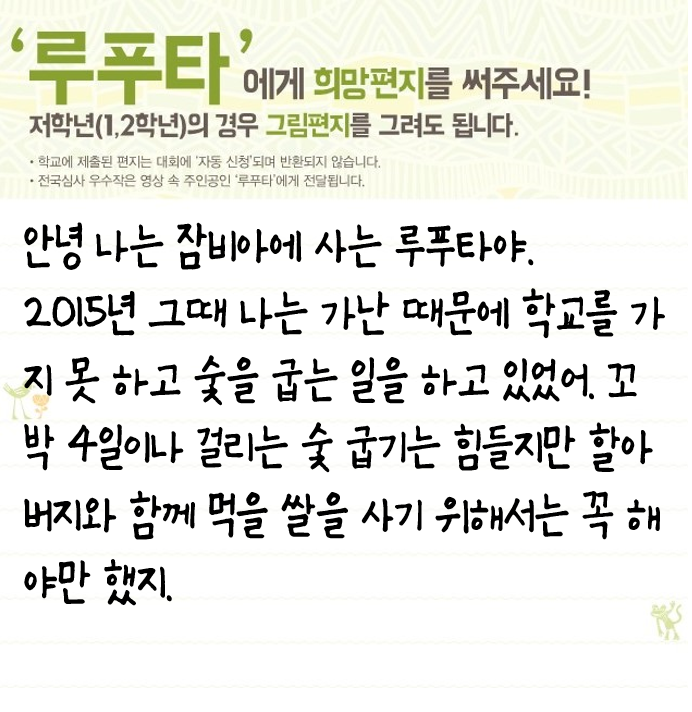 ‘루푸타’에게 희망편지를 써주세요!
저학년(1,2학년)의 경우 그림편지를 그려도 됩니다.
• 학교에 제출된 편지는 대회에 ‘자동 신청’되며 반환되지 않습니다.
• 전국심사 우수작은 영상 속 주인공인 ‘루푸타’에게 전달됩니다.
안녕 나는 잠비아에 사는 루푸타야.
2015년 그때 나는 가난 때문에 학교를 가
지 못 하고 숯을 굽는 일을 하고 있었어. 꼬
박 4일이나 걸리는 숯 굽기는 힘들지만 할아
버지와 함께 먹을 쌀을 사기 위해서는 꼭 해
야만 했지.